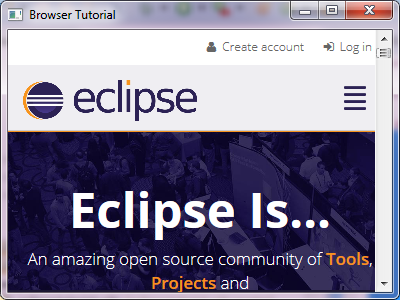 Browser Tutorial
Create account Log in
eclipse
Eclipse Is...
An amazing open source community of Tools,
Projects and